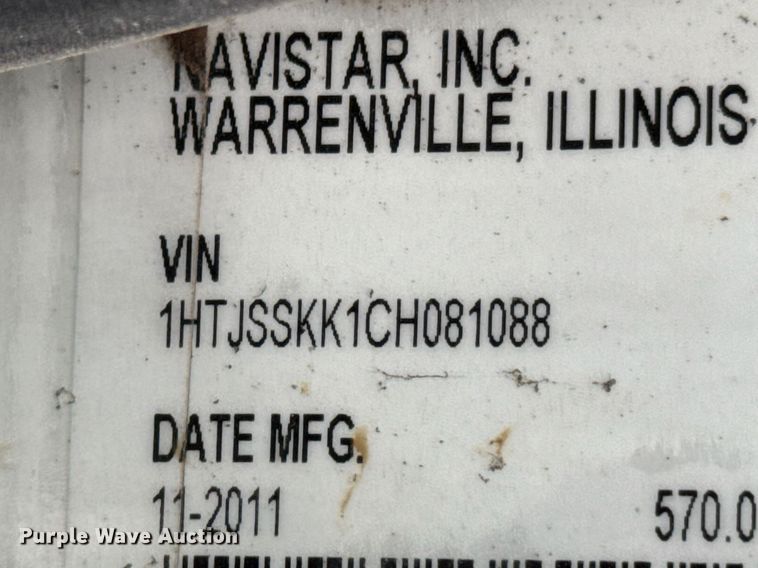 NAVISTAR, INC.
WARRENVILLE, ILLINOIS
VIN
1HTJSSKK1CH081088
DATE MFG.
11-2011 570.0
Purple Wave Auction